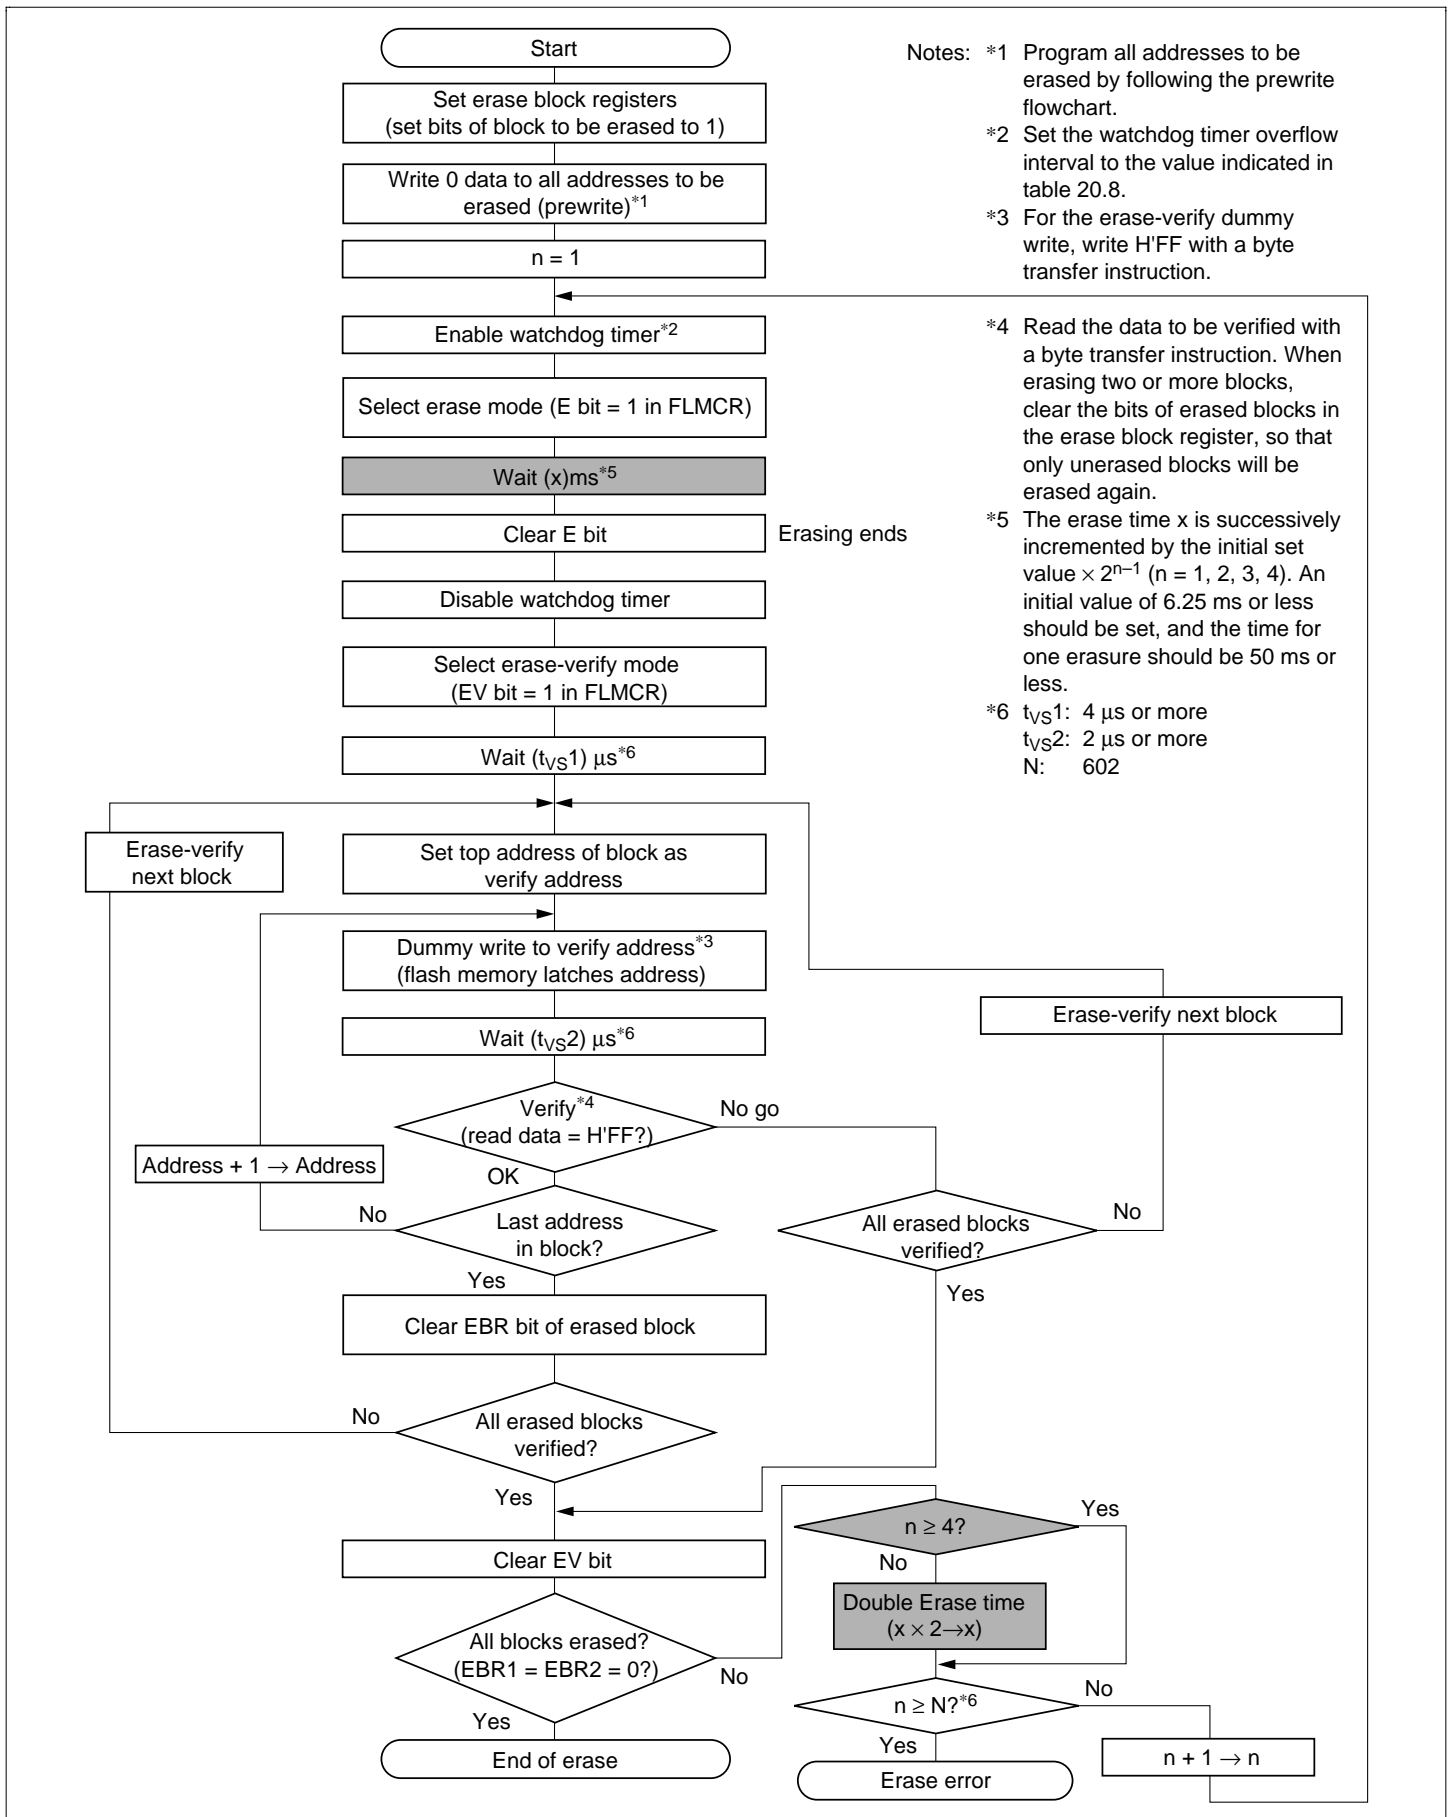 Start
Set erase block registers
(set bits of block to be erased to 1)
Write 0 data to all addresses to be
erased (prewrite)*1
n = 1
Enable watchdog timer*2
Select erase mode (E bit = 1 in FLMCR)
Wait (x)ms*5
Clear E bit
Erasing ends
Disable watchdog timer
Select erase-verify mode
(EV bit = 1 in FLMCR)
Wait (tVS1) μs*6
Erase-verify
next block
Set top address of block as
verify address
Dummy write to verify address*3
(flash memory latches address)
Erase-verify next block
Wait (tVS2) μs*6
Verify*4
(read data = H'FF?)
No go
OK
Address + 1 → Address
No
Last address
in block?
Yes
All erased blocks
verified?
No
Yes
Clear EBR bit of erased block
No
All erased blocks
verified?
Yes
Clear EV bit
n ≥ 4?
Yes
No
Double Erase time
(x × 2→x)
All blocks erased?
(EBR1 = EBR2 = 0?)
No
Yes
End of erase
n ≥ N?*6
No
Yes
Erase error
n + 1 → n
Notes: *1 Program all addresses to be
erased by following the prewrite
flowchart.
*2 Set the watchdog timer overflow
interval to the value indicated in
table 20.8.
*3 For the erase-verify dummy
write, write H'FF with a byte
transfer instruction.
*4 Read the data to be verified with
a byte transfer instruction. When
erasing two or more blocks,
clear the bits of erased blocks in
the erase block register, so that
only unerased blocks will be
erased again.
*5 The erase time x is successively
incremented by the initial set
value × 2n–1 (n = 1, 2, 3, 4). An
initial value of 6.25 ms or less
should be set, and the time for
one erasure should be 50 ms or
less.
*6 tVS1: 4 μs or more
tVS2: 2 μs or more
N: 602